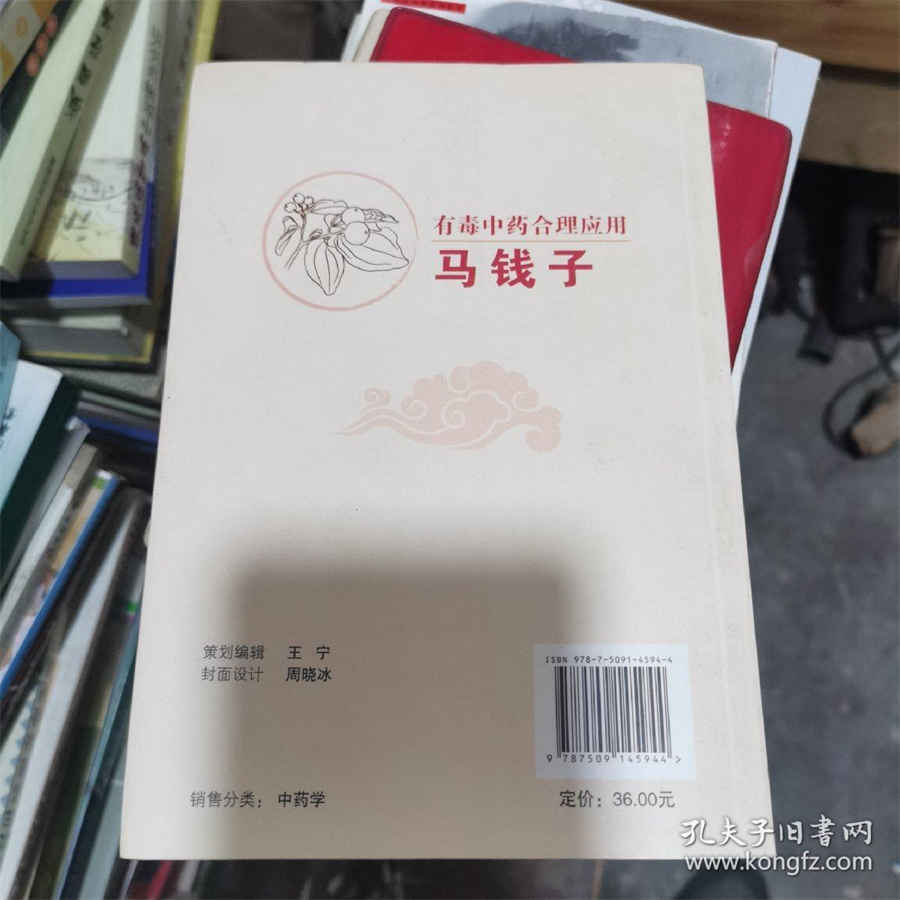 有毒中药合理应用
马钱子
策划编辑 王 宁
封面设计 周晓冰
ISBN 978-7-5091-4594-4
9 787509 145944 >
销售分类：中药学
定价：36.00元
孔夫子旧書网
www.kongfz.com